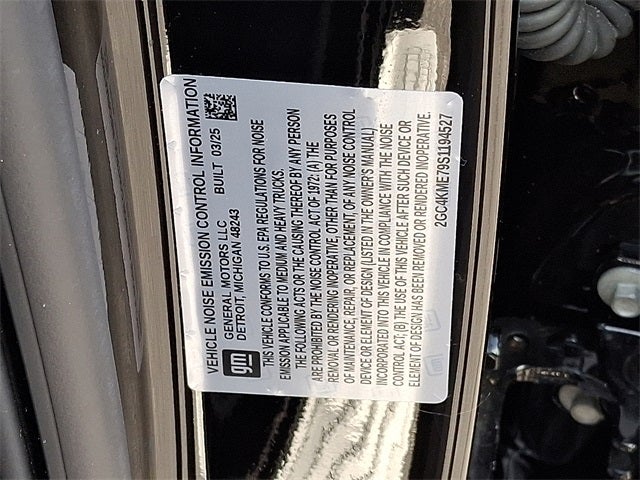 VEHICLE NOISE EMISSION CONTROL INFORMATION
gm
GENERAL MOTORS LLC
DETROIT, MICHIGAN 48243
BUILT 03/25
THIS VEHICLE CONFORMS TO U.S. EPA REGULATIONS FOR NOISE
EMISSION APPLICABLE TO MEDIUM AND HEAVY TRUCKS.
THE FOLLOWING ACTS OR THE CAUSING THEREOF BY ANY PERSON
ARE PROHIBITED BY THE NOISE CONTROL ACT OF 1972: (A) THE
REMOVAL OR RENDERING INOPERATIVE, OTHER THAN FOR PURPOSES
OF MAINTENANCE, REPAIR, OR REPLACEMENT, OF ANY NOISE CONTROL
DEVICE OR ELEMENT OF DESIGN (LISTED IN THE OWNER'S MANUAL)
INCORPORATED INTO THIS VEHICLE IN COMPLIANCE WITH THE NOISE
CONTROL ACT, (B) THE USE OF THIS VEHICLE AFTER SUCH DEVICE OR
ELEMENT OF DESIGN HAS BEEN REMOVED OR RENDERED INOPERATIVE.
2GC4KME79S1194527